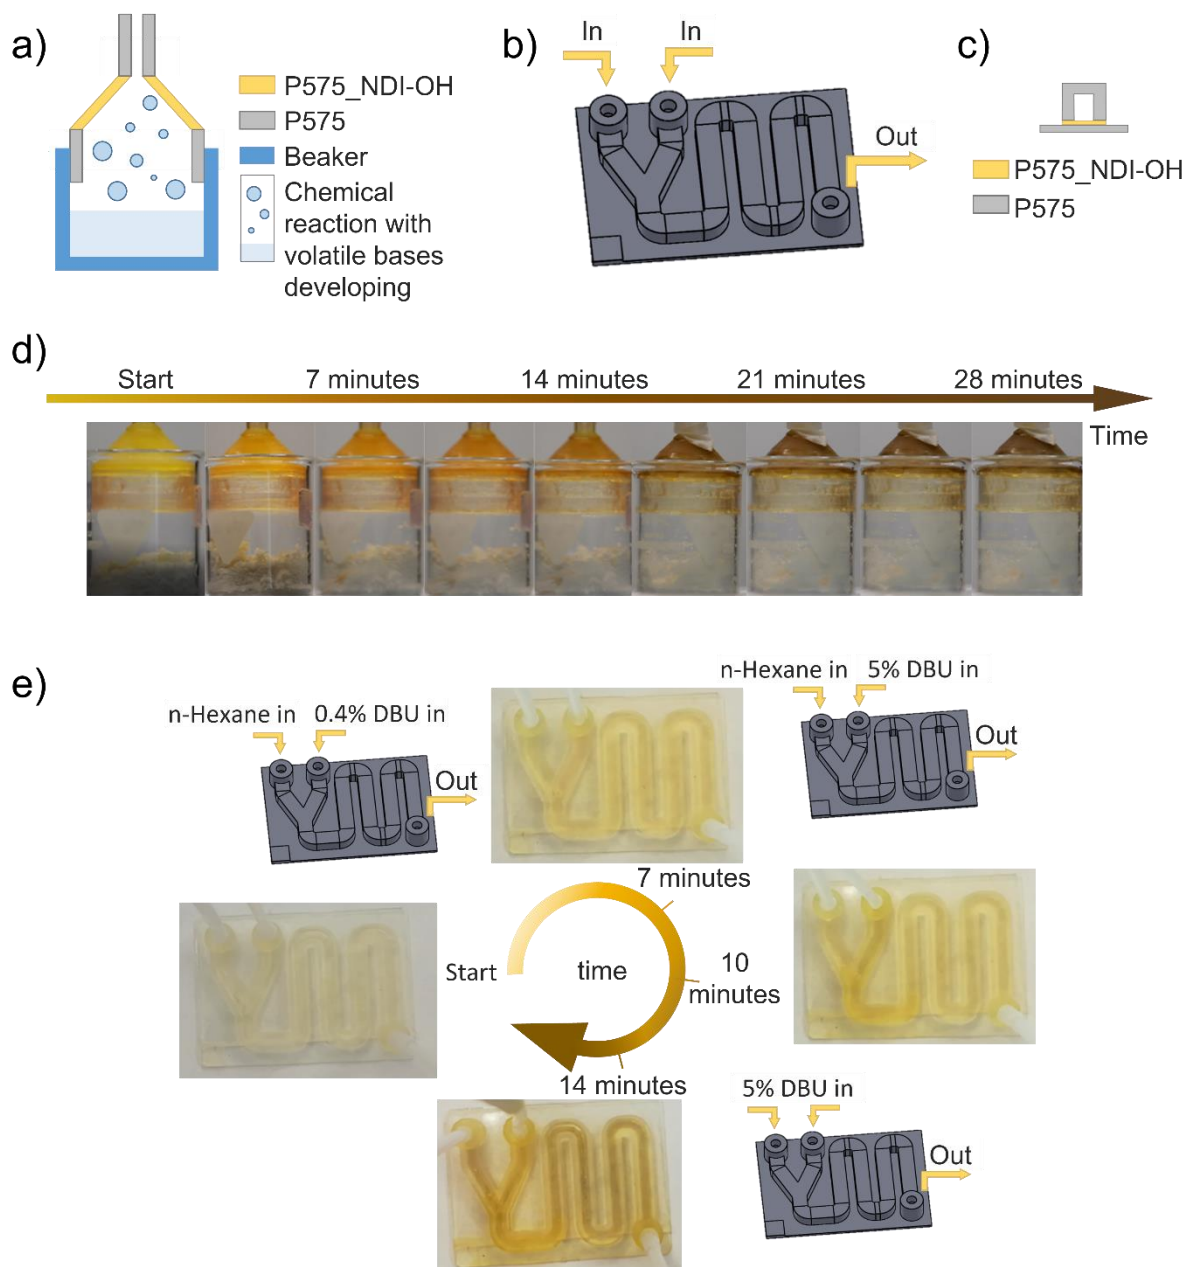 a)
P575_NDI-OH
P575
Beaker
Chemical
reaction with
volatile bases
developing
b)
In
In
Out
c)
P575_NDI-OH
P575
d)
Start
7 minutes
14 minutes
21 minutes
28 minutes
Time
e)
n-Hexane in
0.4% DBU in
Out
n-Hexane in
5% DBU in
Out
7 minutes
Start
time
10
minutes
14 minutes
5% DBU in
Out